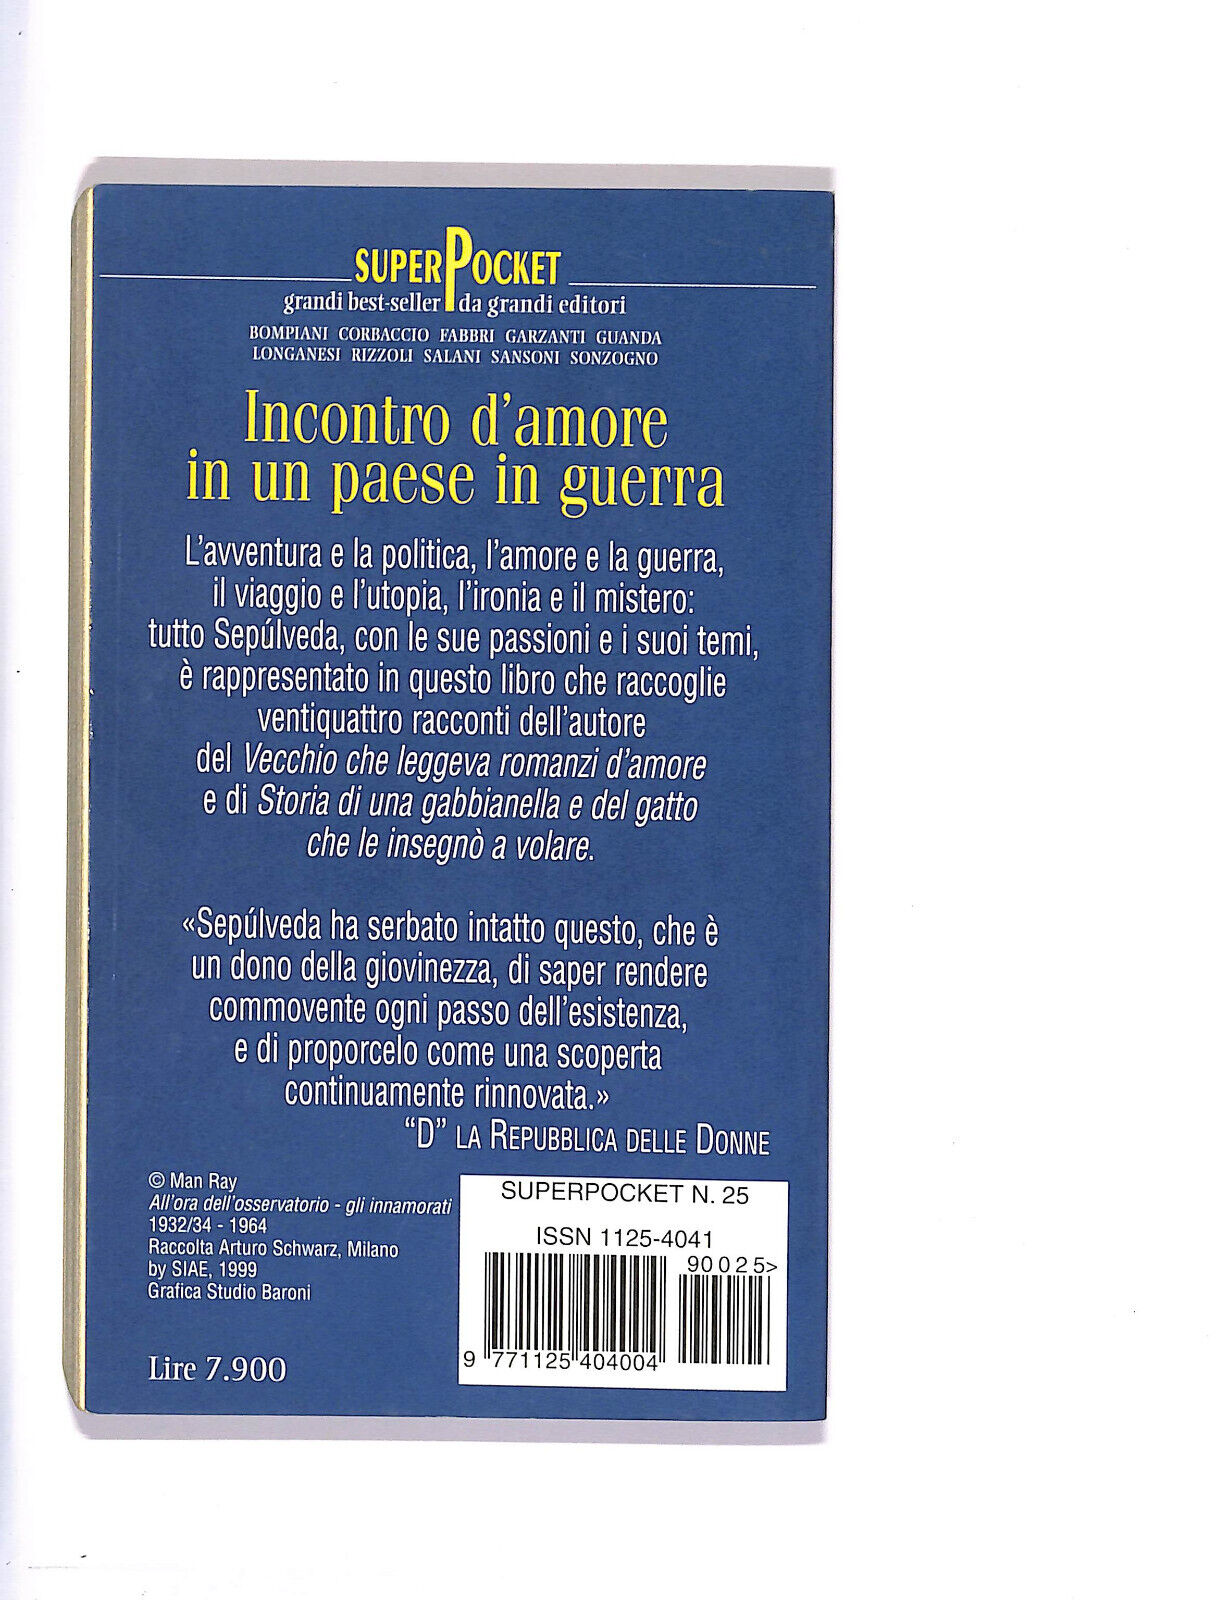 SUPERPOCKET
grandi best-seller da grandi editori
BOMPIANI CORBACCIO FABBRI GARZANTI GUANDA
LONGANESI RIZZOLI SALANI SANSONI SONZOGNO
Incontro d'amore
in un paese in guerra
L'avventura e la politica, l'amore e la guerra,
il viaggio e l'utopia, l'ironia e il mistero:
tutto Sepúlveda, con le sue passioni e i suoi temi,
è rappresentato in questo libro che raccoglie
ventiquattro racconti dell'autore
del Vecchio che leggeva romanzi d'amore
e di Storia di una gabbianella e del gatto
che le insegnò a volare.
«Sepúlveda ha serbato intatto questo, che è
un dono della giovinezza, di saper rendere
commovente ogni passo dell'esistenza,
e di proporcelo come una scoperta
continuamente rinnovata.»
"D" LA REPUBBLICA DELLE DONNE
© Man Ray
All'ora dell'osservatorio - gli innamorati
1932/34 - 1964
Raccolta Arturo Schwarz, Milano
by SIAE, 1999
Grafica Studio Baroni
Lire 7.900
SUPERPOCKET N. 25
ISSN 1125-4041
90025>
9 771125 404004